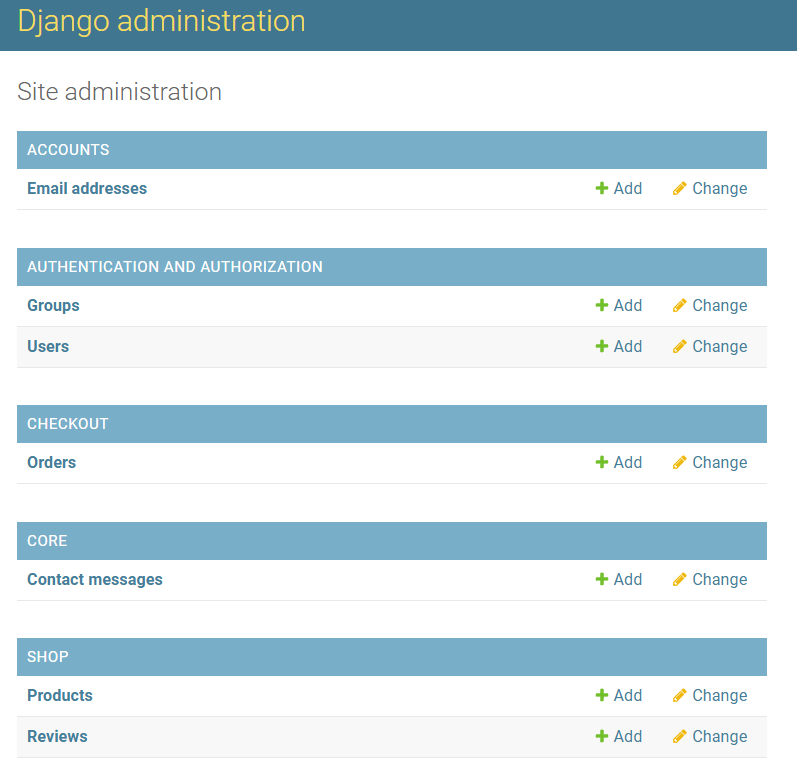 Django administration
Site administration
ACCOUNTS
Email addresses Add Change
AUTHENTICATION AND AUTHORIZATION
Groups Add Change
Users Add Change
CHECKOUT
Orders Add Change
CORE
Contact messages Add Change
SHOP
Products Add Change
Reviews Add Change